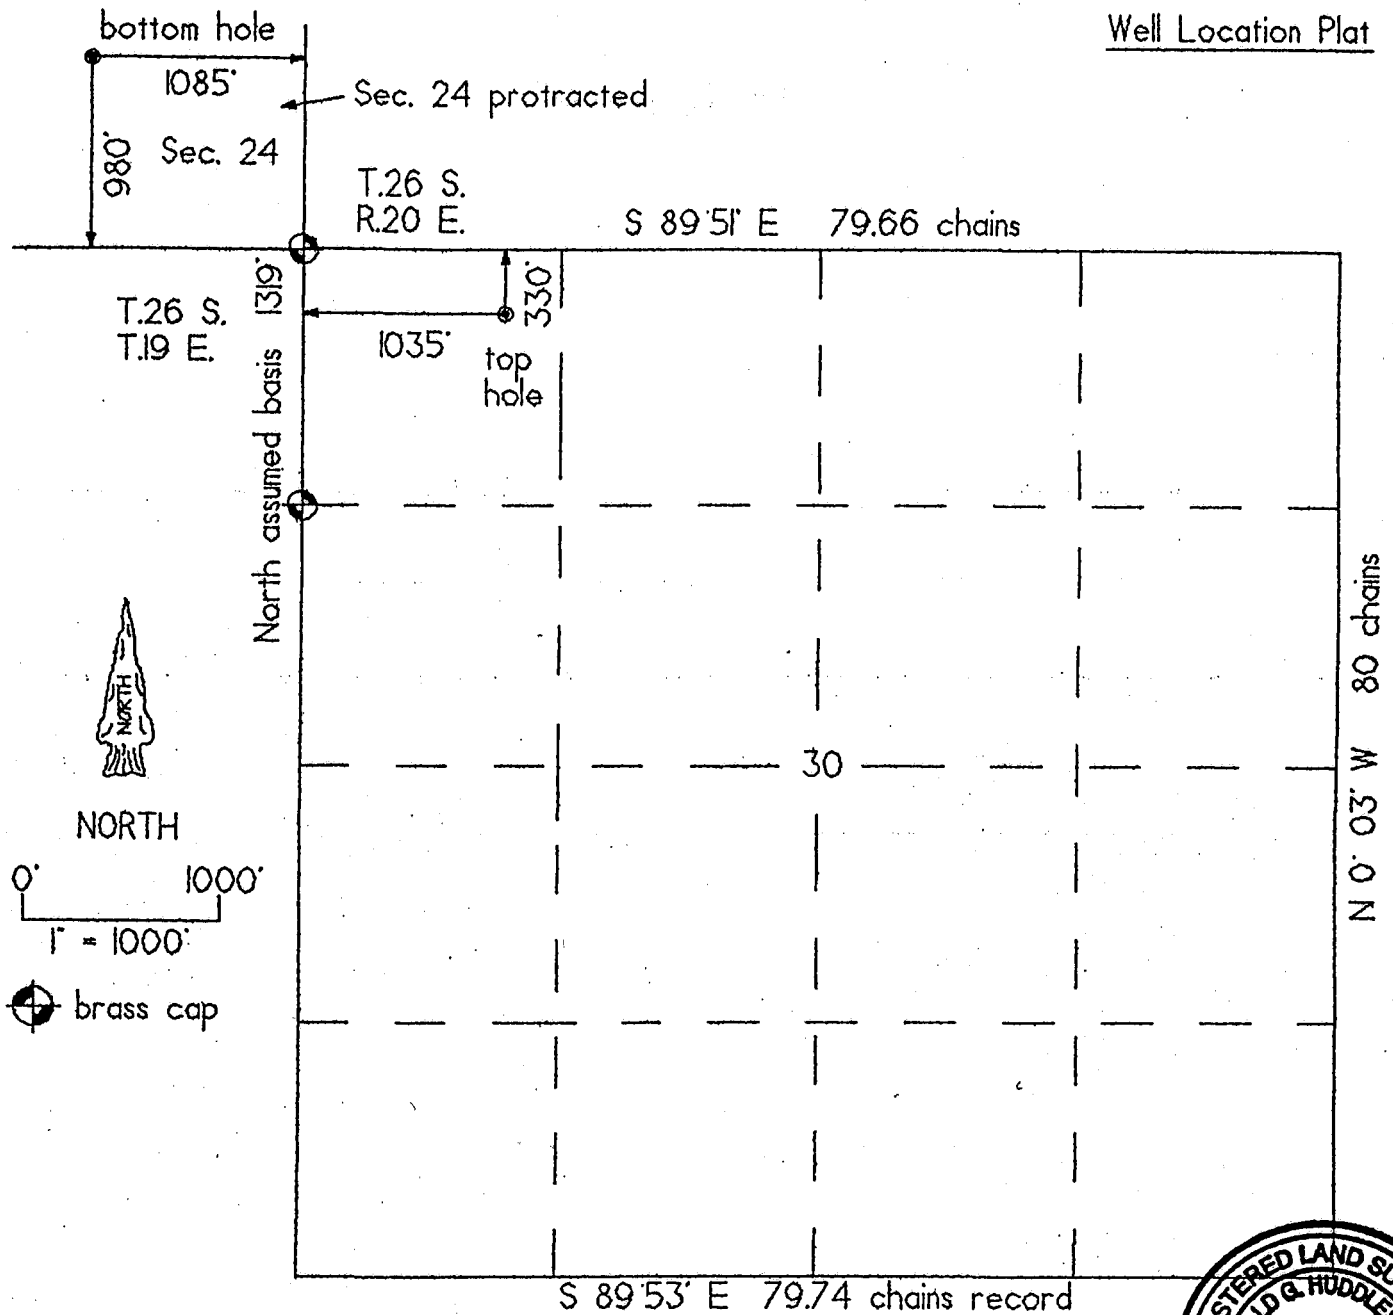 Well Location Plat
bottom hole
1085'
Sec. 24 protracted
980'
Sec. 24
T.26 S.
R.20 E.
S 89°51' E 79.66 chains
T.26 S.
T.19 E.
1319'
North assumed basis
1035'
330'
top
hole
NORTH
NORTH
0' 1000'
1" = 1000'
brass cap
30
N 0° 03' W 80 chains
S 89°53' E 79.74 chains record